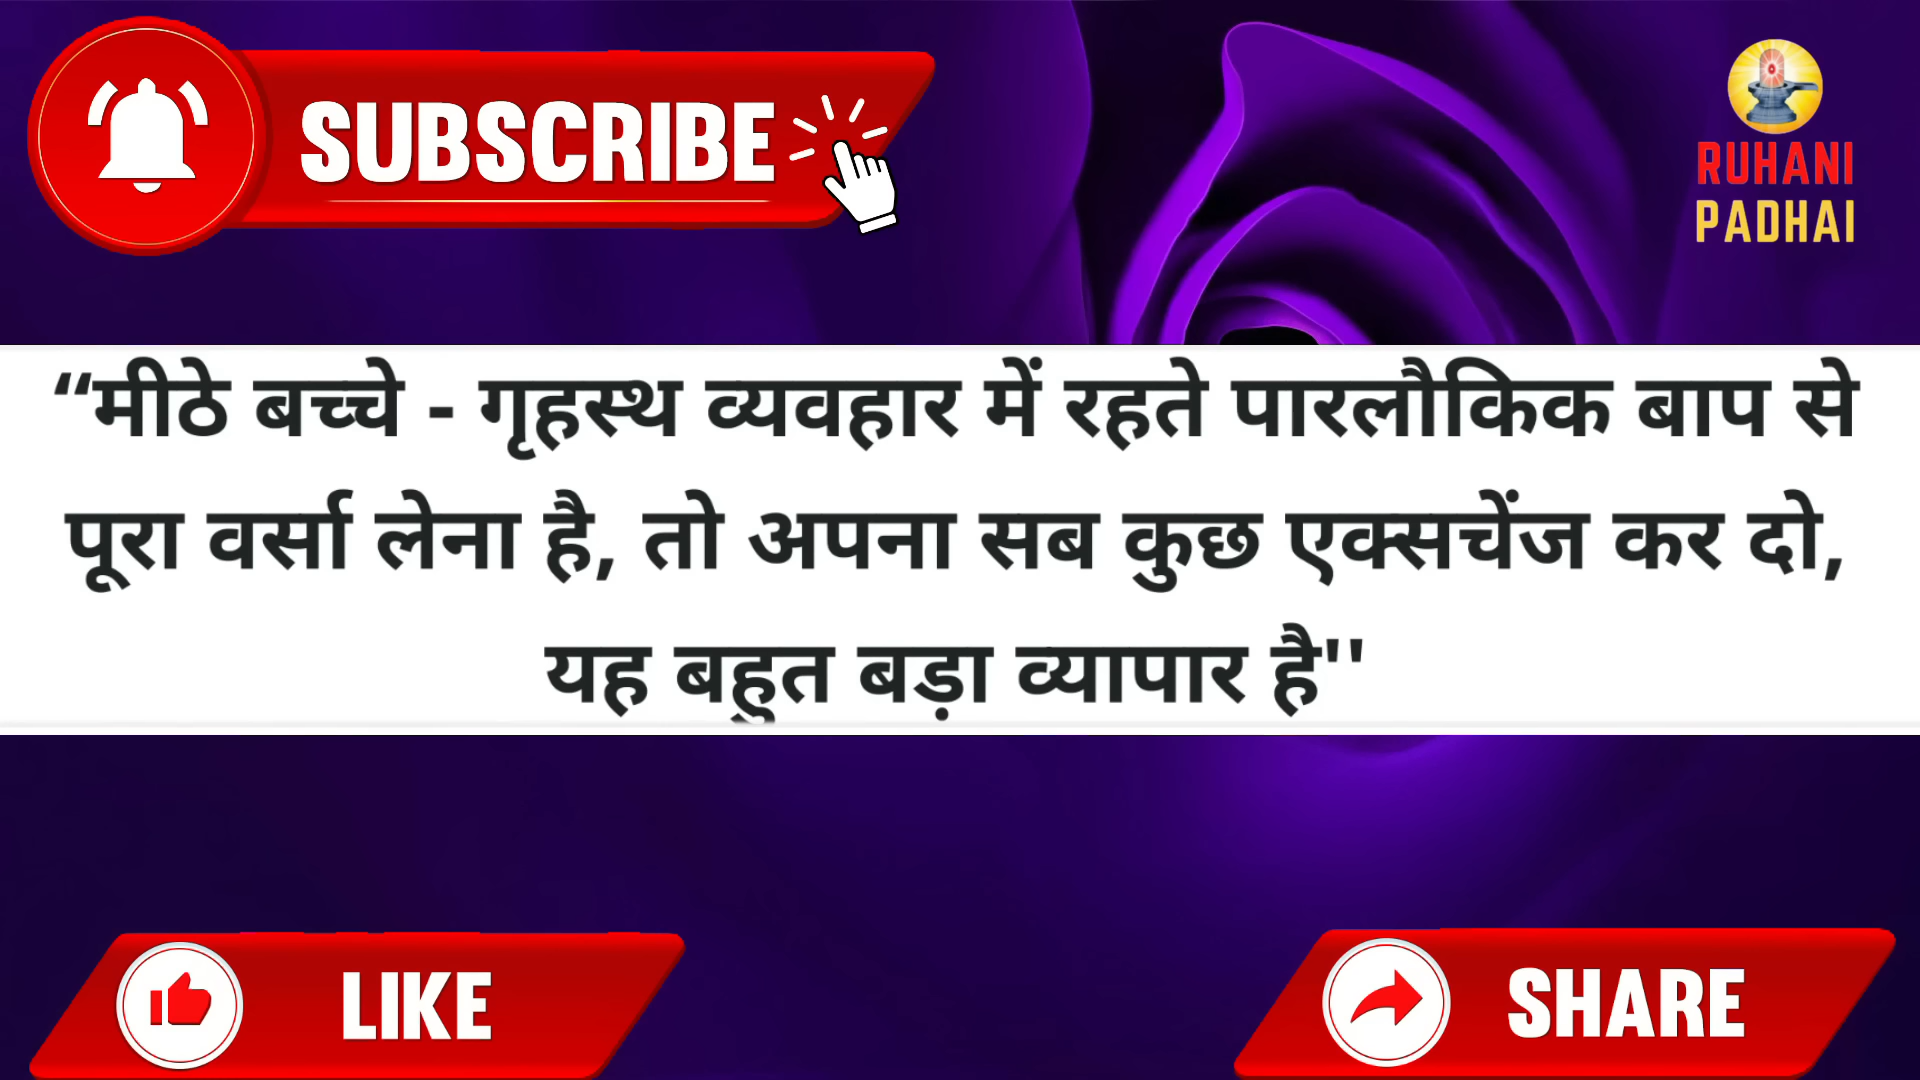 SUBSCRIBE
RUHANI
PADHAI
“मीठे बच्चे - गृहस्थ व्यवहार में रहते पारलौकिक बाप से
पूरा वर्सा लेना है, तो अपना सब कुछ एक्सचेंज कर दो,
यह बहुत बड़ा व्यापार है''
LIKE
SHARE